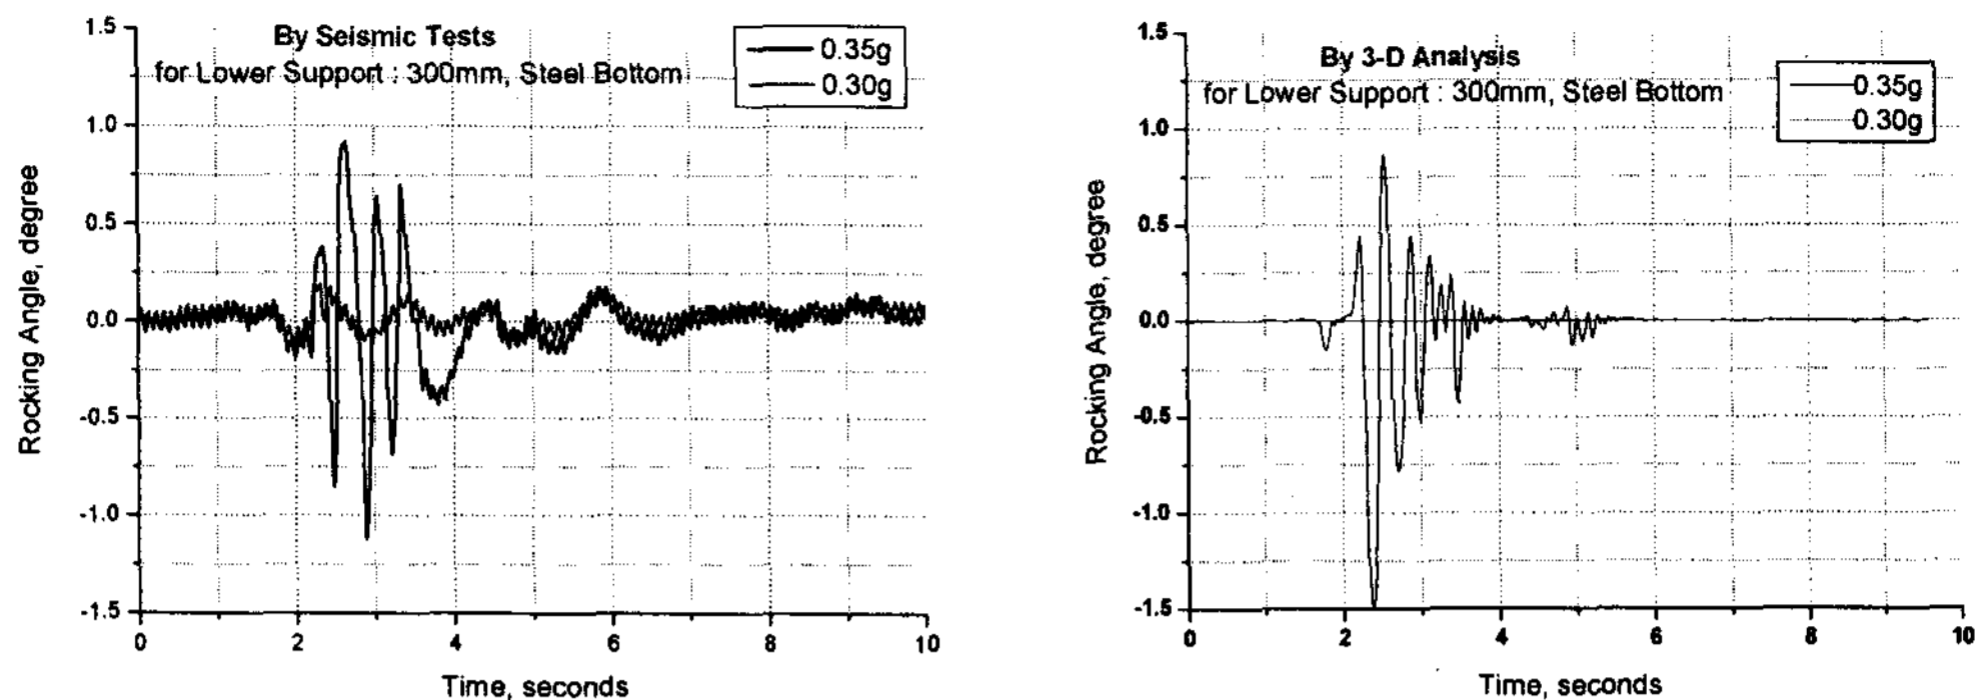 By Seismic Tests
for Lower Support : 300mm, Steel Bottom
0.35g
0.30g
1.5
1.0
0.5
0.0
-0.5
-1.0
-1.5
Rocking Angle, degree
0 2 4 6 8 10
Time, seconds
By 3-D Analysis
for Lower Support : 300mm, Steel Bottom
0.35g
0.30g
1.5
1.0
0.5
0.0
-0.5
-1.0
-1.5
Rocking Angle, degree
0 2 4 6 8 10
Time, seconds